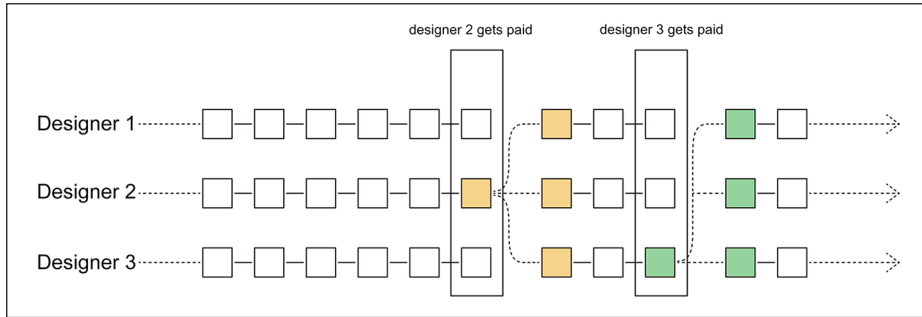 designer 2 gets paid
designer 3 gets paid
Designer 1
Designer 2
Designer 3